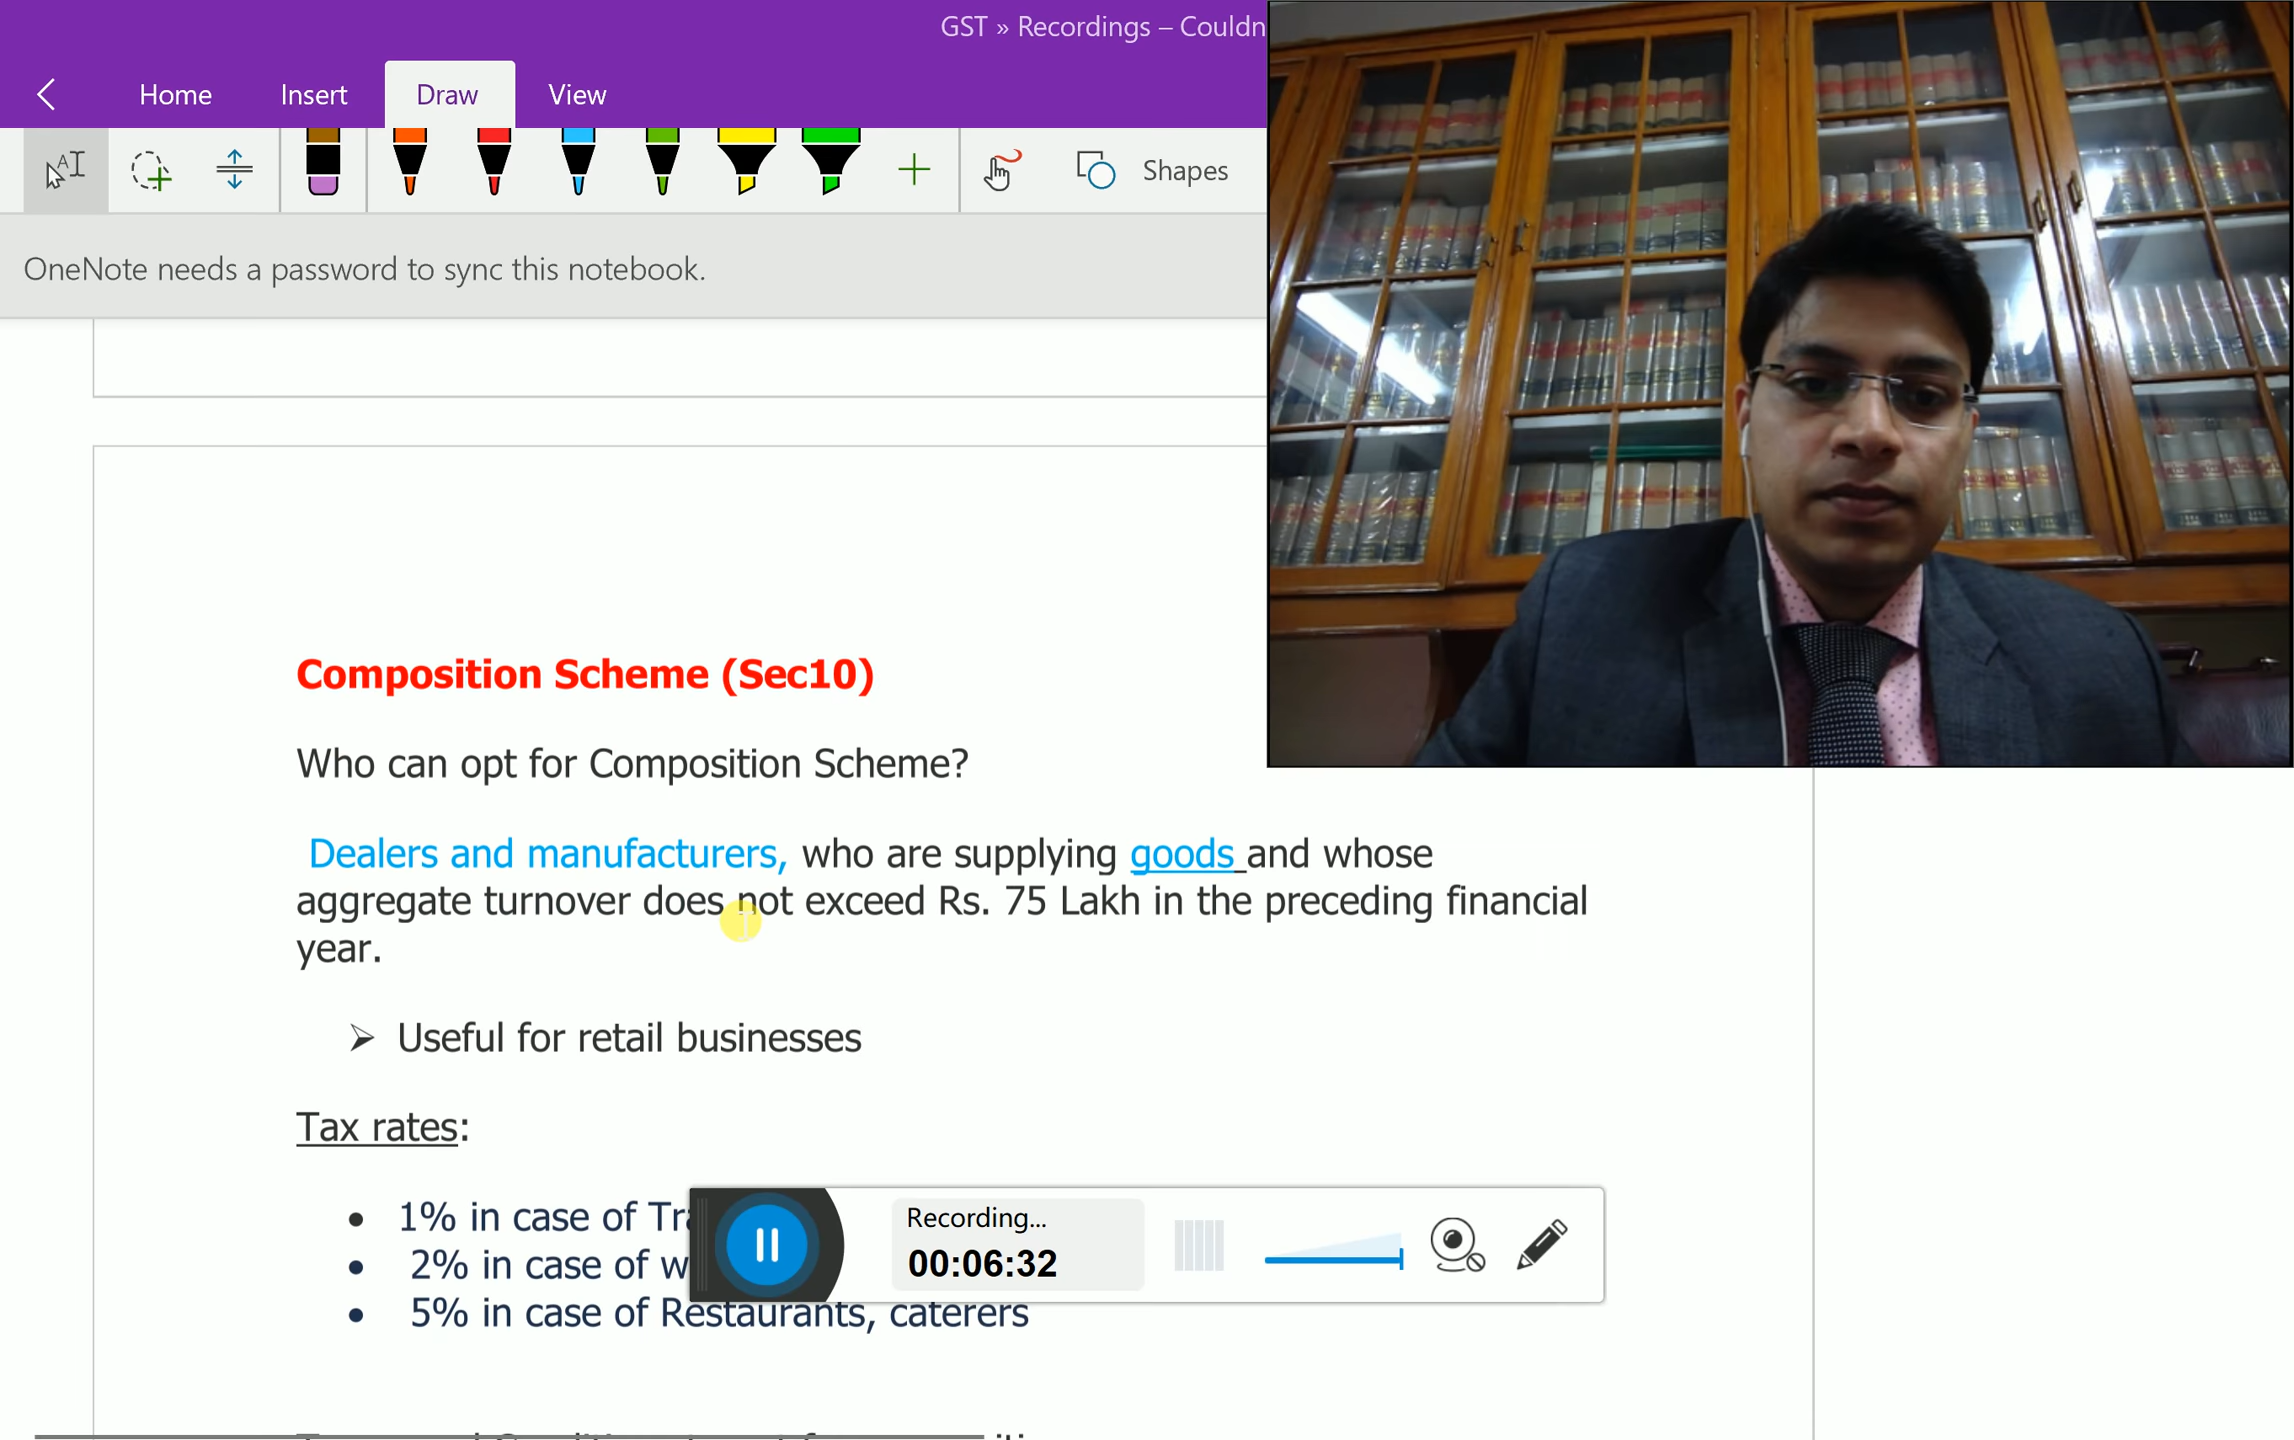 GST » Recordings – Couldn
Home Insert Draw View
Shapes
OneNote needs a password to sync this notebook.
Composition Scheme (Sec10)
Who can opt for Composition Scheme?
Dealers and manufacturers, who are supplying goods and whose
aggregate turnover does not exceed Rs. 75 Lakh in the preceding financial
year.
➢ Useful for retail businesses
Tax rates:
• 1% in case of
• 2% in case of
• 5% in case of Restaurants, caterers
Recording...
00:06:32